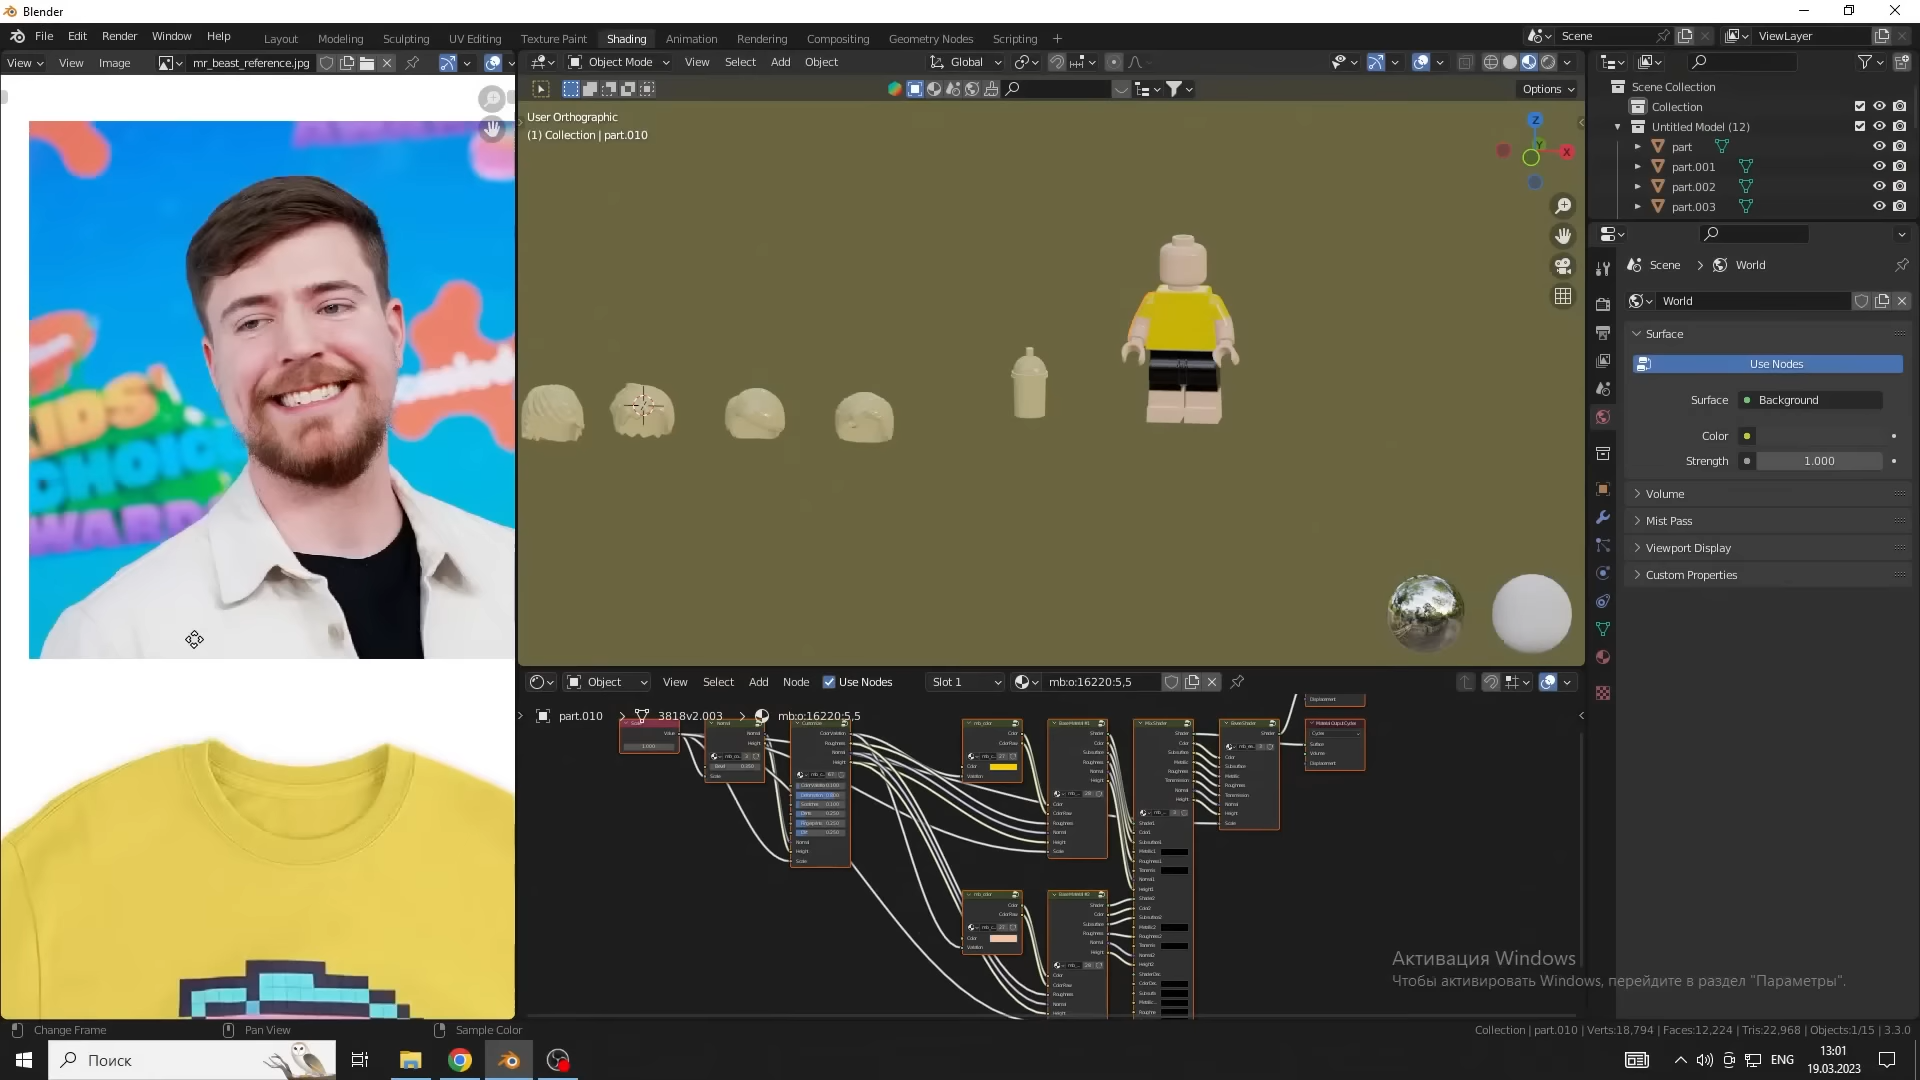 Blender
File Edit Render Window Help
Layout Modeling Sculpting UV Editing Texture Paint Shading Animation Rendering Compositing Geometry Nodes Scripting +
Scene
ViewLayer
View View Image mr_beast_reference.jpg
Object Mode View Select Add Object Global
Options
User Orthographic
(1) Collection | part.010
Z
Y
X
Scene Collection
Collection
Untitled Model (12)
part
part.001
part.002
part.003
Scene > World
World
Surface
Use Nodes
Surface Background
Color
Strength 1.000
Volume
Mist Pass
Viewport Display
Custom Properties
KIDS
CHOICE
AWARD
Object View Select Add Node Use Nodes Slot 1 mb:o:16220:5,5
part.010 > 3818v2.003 > mb:o:16220:5,5
Активация Windows
Чтобы активировать Windows, перейдите в раздел "Параметры".
Change Frame Pan View Sample Color
Collection | part.010 | Verts:18,794 | Faces:12,224 | Tris:22,968 | Objects:1/15 | 3.3.0
Поиск
ENG
13:01
19.03.2023